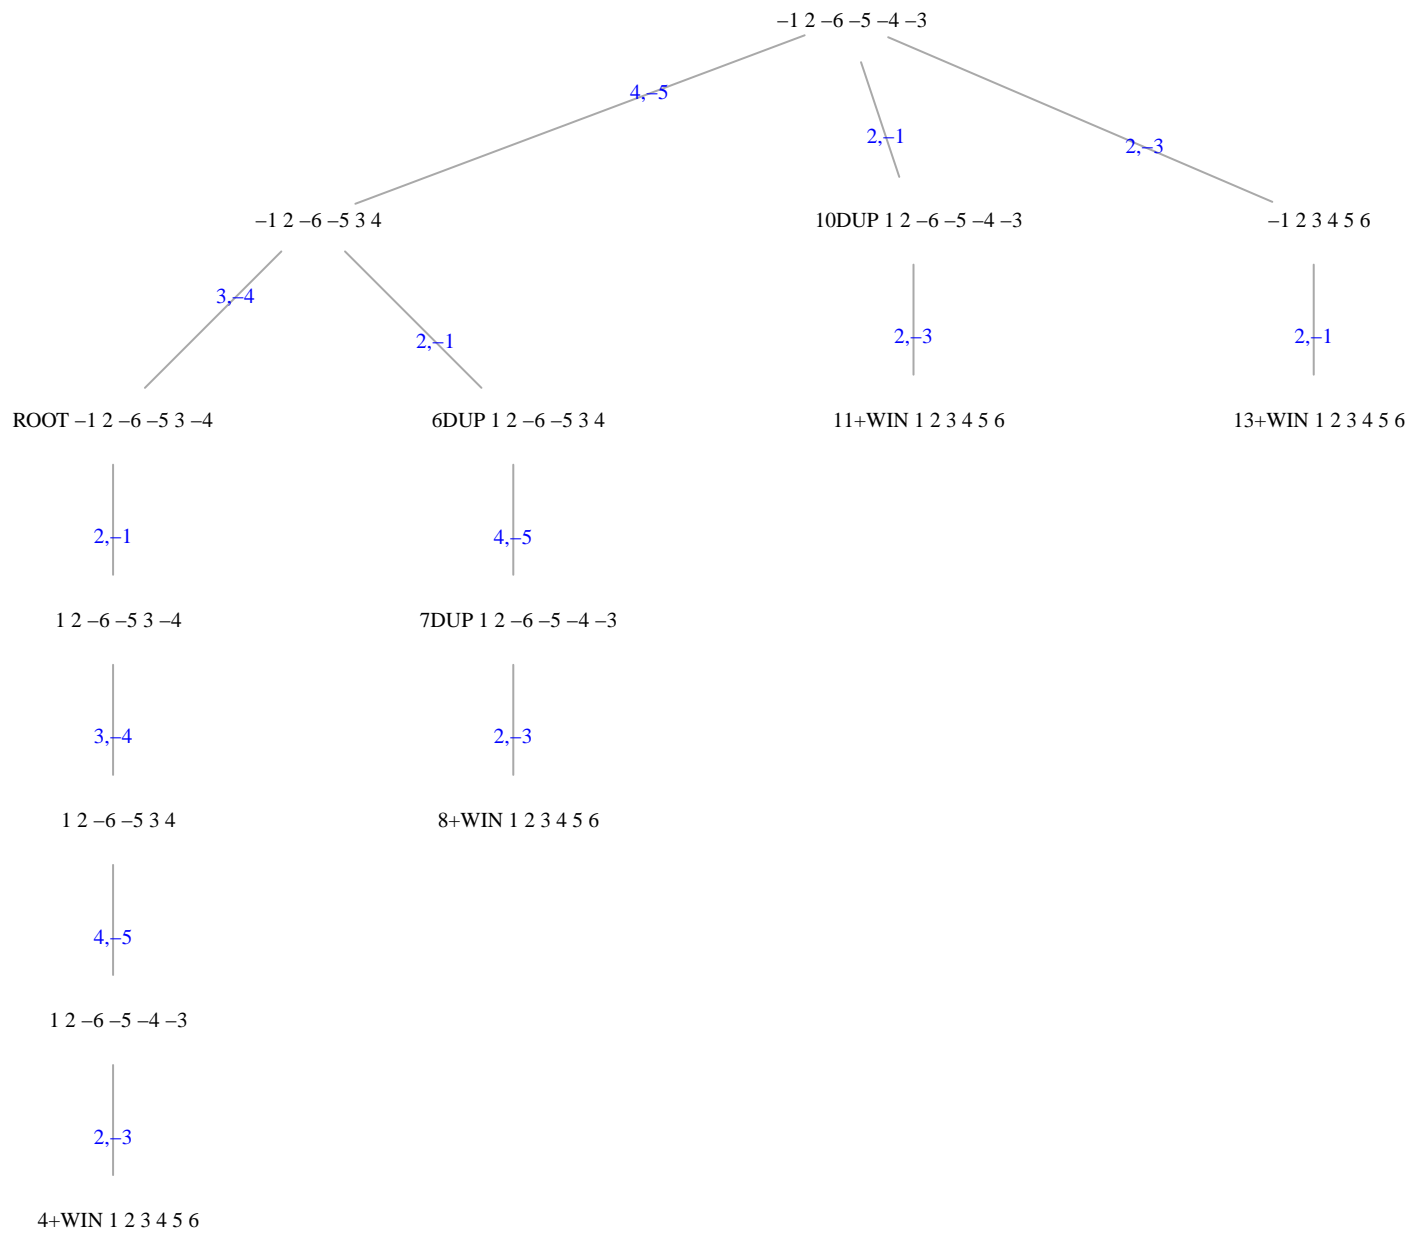 –1 2 –6 –5 –4 –3
4,–5
2,–1
2,–3
–1 2 –6 –5 3 4
10DUP 1 2 –6 –5 –4 –3
–1 2 3 4 5 6
3,–4
2,–1
2,–3
2,–1
ROOT –1 2 –6 –5 3 –4
6DUP 1 2 –6 –5 3 4
11+WIN 1 2 3 4 5 6
13+WIN 1 2 3 4 5 6
2,–1
4,–5
1 2 –6 –5 3 –4
7DUP 1 2 –6 –5 –4 –3
3,–4
2,–3
1 2 –6 –5 3 4
8+WIN 1 2 3 4 5 6
4,–5
1 2 –6 –5 –4 –3
2,–3
4+WIN 1 2 3 4 5 6